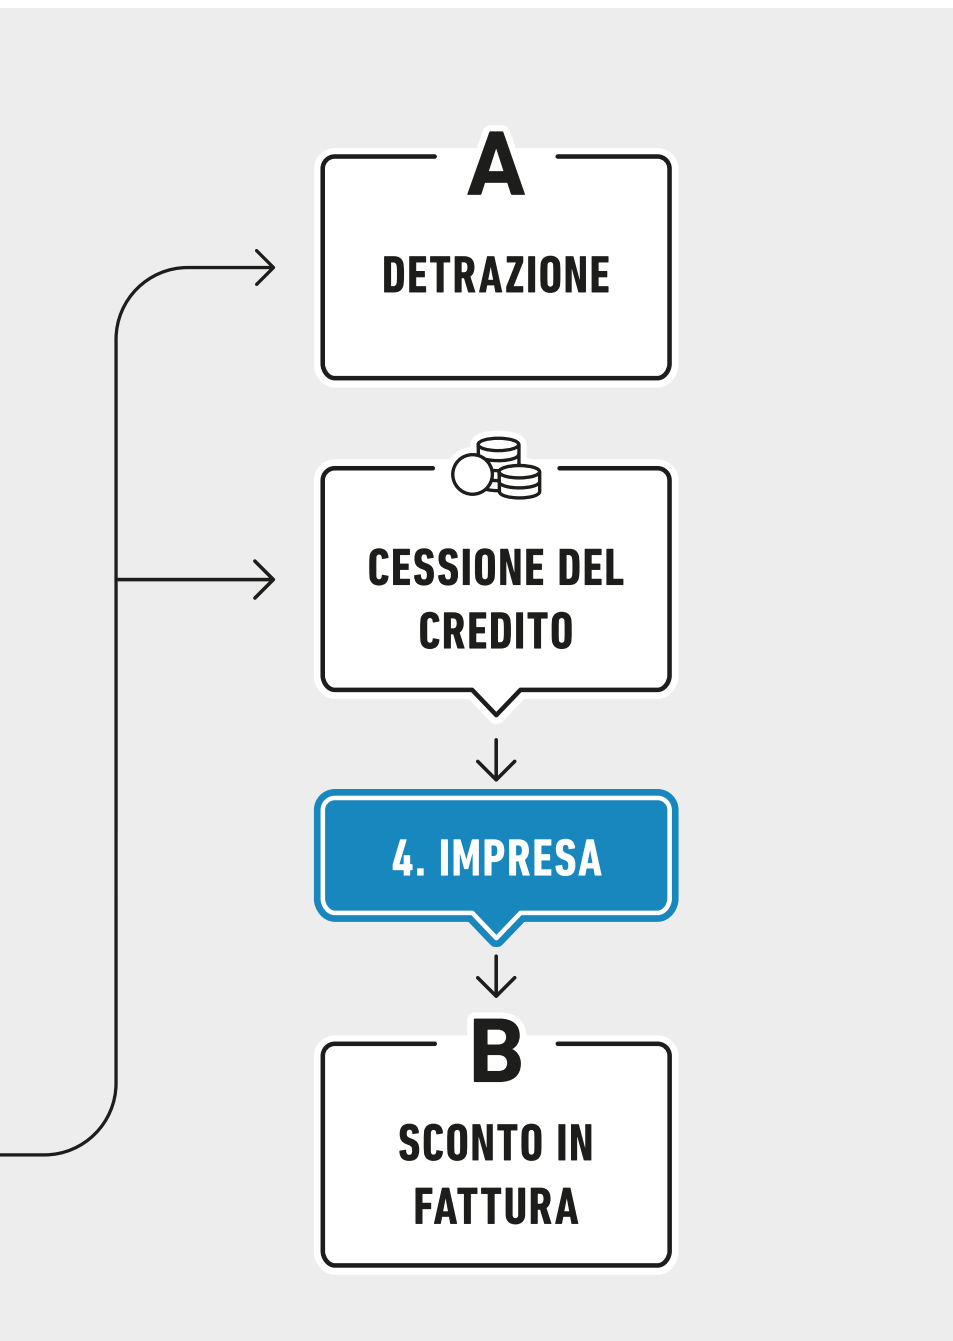 A
DETRAZIONE
CESSIONE DEL
CREDITO
4. IMPRESA
B
SCONTO IN
FATTURA